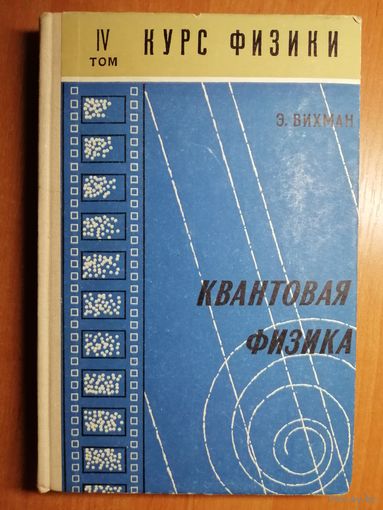 IV
ТОМ
КУРС ФИЗИКИ
Э. ВИХМАН
КВАНТОВАЯ
ФИЗИКА